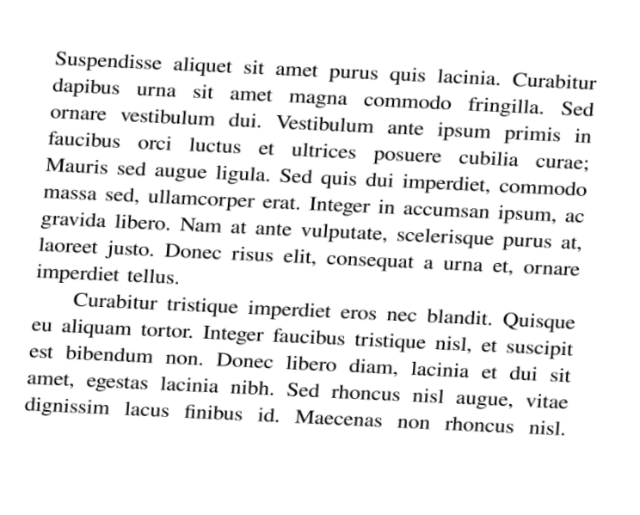 Suspendisse aliquet sit amet purus quis lacinia. Curabitur
dapibus urna sit amet magna commodo fringilla. Sed
ornare vestibulum dui. Vestibulum ante ipsum primis in
faucibus orci luctus et ultrices posuere cubilia curae;
Mauris sed augue ligula. Sed quis dui imperdiet, commodo
massa sed, ullamcorper erat. Integer in accumsan ipsum, ac
gravida libero. Nam at ante vulputate, scelerisque purus at,
laoreet justo. Donec risus elit, consequat a urna et, ornare
imperdiet tellus.
Curabitur tristique imperdiet eros nec blandit. Quisque
eu aliquam tortor. Integer faucibus tristique nisl, et suscipit
est bibendum non. Donec libero diam, lacinia et dui sit
amet, egestas lacinia nibh. Sed rhoncus nisl augue, vitae
dignissim lacus finibus id. Maecenas non rhoncus nisl.